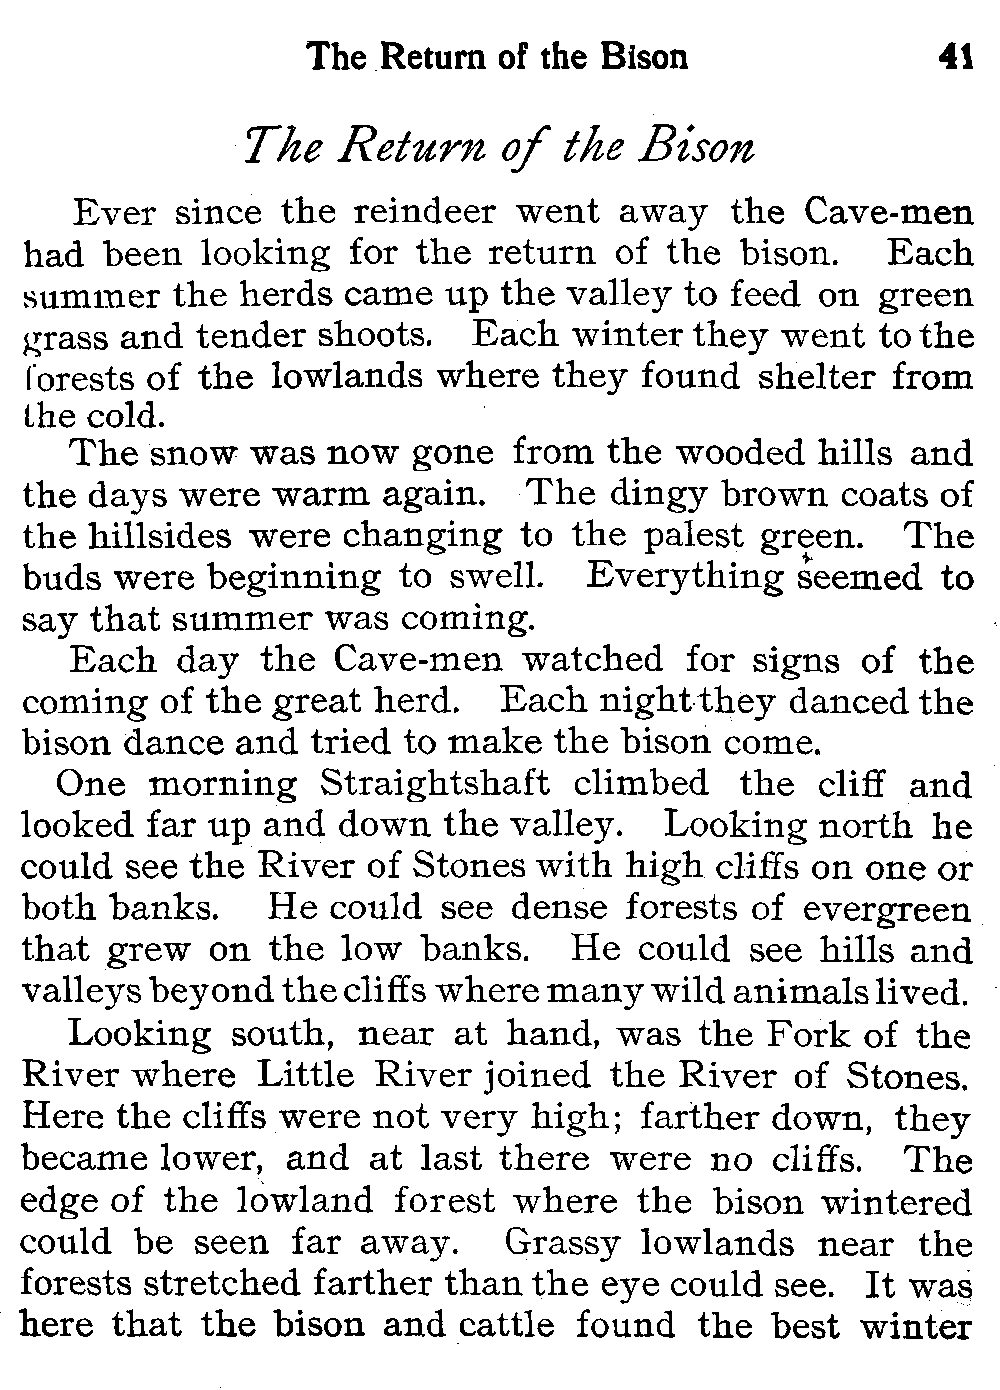 The Return of the Bison 41
The Return of the Bison
Ever since the reindeer went away the Cave-men
had been looking for the return of the bison. Each
summer the herds came up the valley to feed on green
grass and tender shoots. Each winter they went to the
forests of the lowlands where they found shelter from
the cold.
The snow was now gone from the wooded hills and
the days were warm again. The dingy brown coats of
the hillsides were changing to the palest green. The
buds were beginning to swell. Everything seemed to
say that summer was coming.
Each day the Cave-men watched for signs of the
coming of the great herd. Each night they danced the
bison dance and tried to make the bison come.
One morning Straightshaft climbed the cliff and
looked far up and down the valley. Looking north he
could see the River of Stones with high cliffs on one or
both banks. He could see dense forests of evergreen
that grew on the low banks. He could see hills and
valleys beyond the cliffs where many wild animals lived.
Looking south, near at hand, was the Fork of the
River where Little River joined the River of Stones.
Here the cliffs were not very high; farther down, they
became lower, and at last there were no cliffs. The
edge of the lowland forest where the bison wintered
could be seen far away. Grassy lowlands near the
forests stretched farther than the eye could see. It was
here that the bison and cattle found the best winter